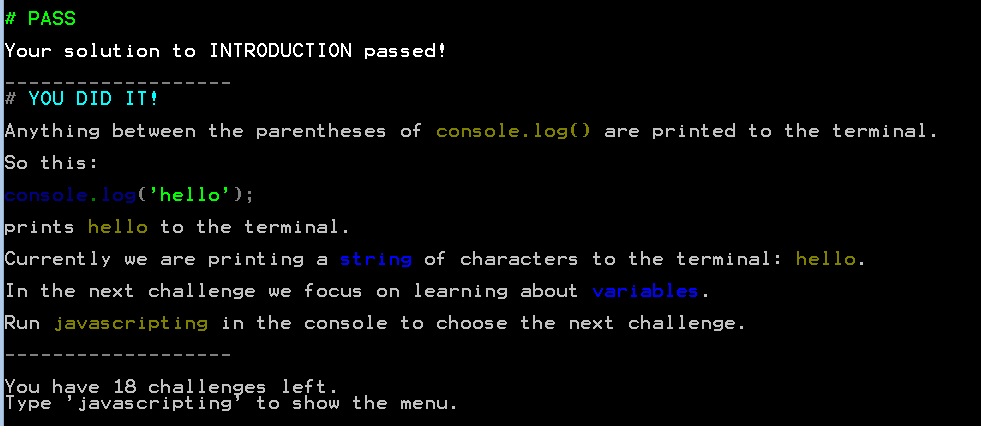 # PASS
Your solution to INTRODUCTION passed!
-------------------
# YOU DID IT!
Anything between the parentheses of console.log() are printed to the terminal.
So this:
console.log('hello');
prints hello to the terminal.
Currently we are printing a string of characters to the terminal: hello.
In the next challenge we focus on learning about variables.
Run javascripting in the console to choose the next challenge.
-------------------
You have 18 challenges left.
Type 'javascripting' to show the menu.